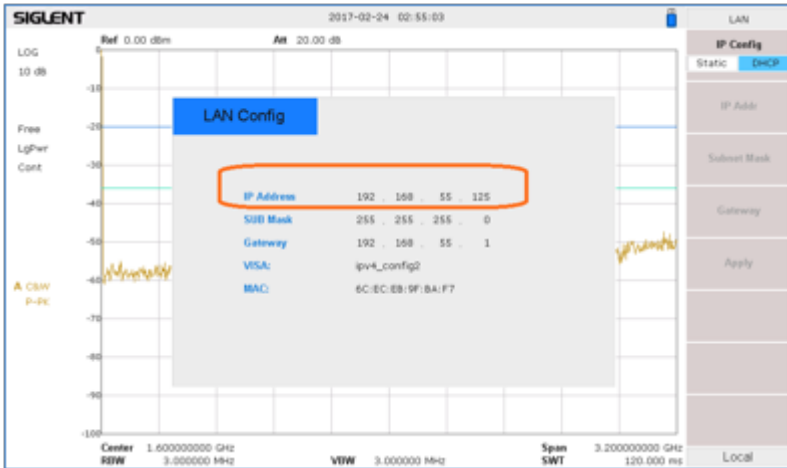 SIGLENT 2017-02-24 02:55:03 LAN
Ref 0.00 dBm Att 20.00 dB
IP Config
Static DHCP
LOG
10 dB
0
-10
IP Addr
LAN Config
Free
-20
LgPwr
Cont
-30
Subnet Mask
IP Address 192 . 168 . 55 . 125
-40
SUB Mask 255 . 255 . 255 . 0
Gateway
Gateway 192 . 168 . 55 . 1
-50
VISA: ipv4_config2
Apply
-60
MAC: 6C:EC:EB:9F:BA:F7
A C&W
P-PK
-70
-80
-90
-100
Center 1.600000000 GHz Span 3.200000000 GHz
RBW 3.000000 MHz VBW 3.000000 MHz SWT 120.000 ms
Local